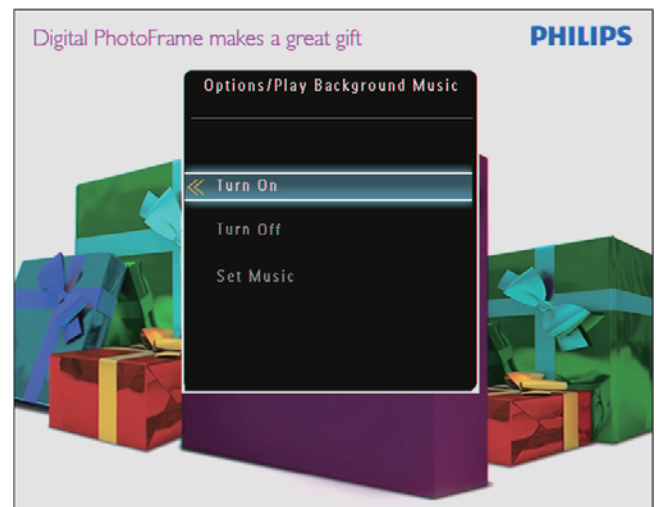 Digital PhotoFrame makes a great gift
PHILIPS
Options/Play Background Music
Turn On
Turn Off
Set Music